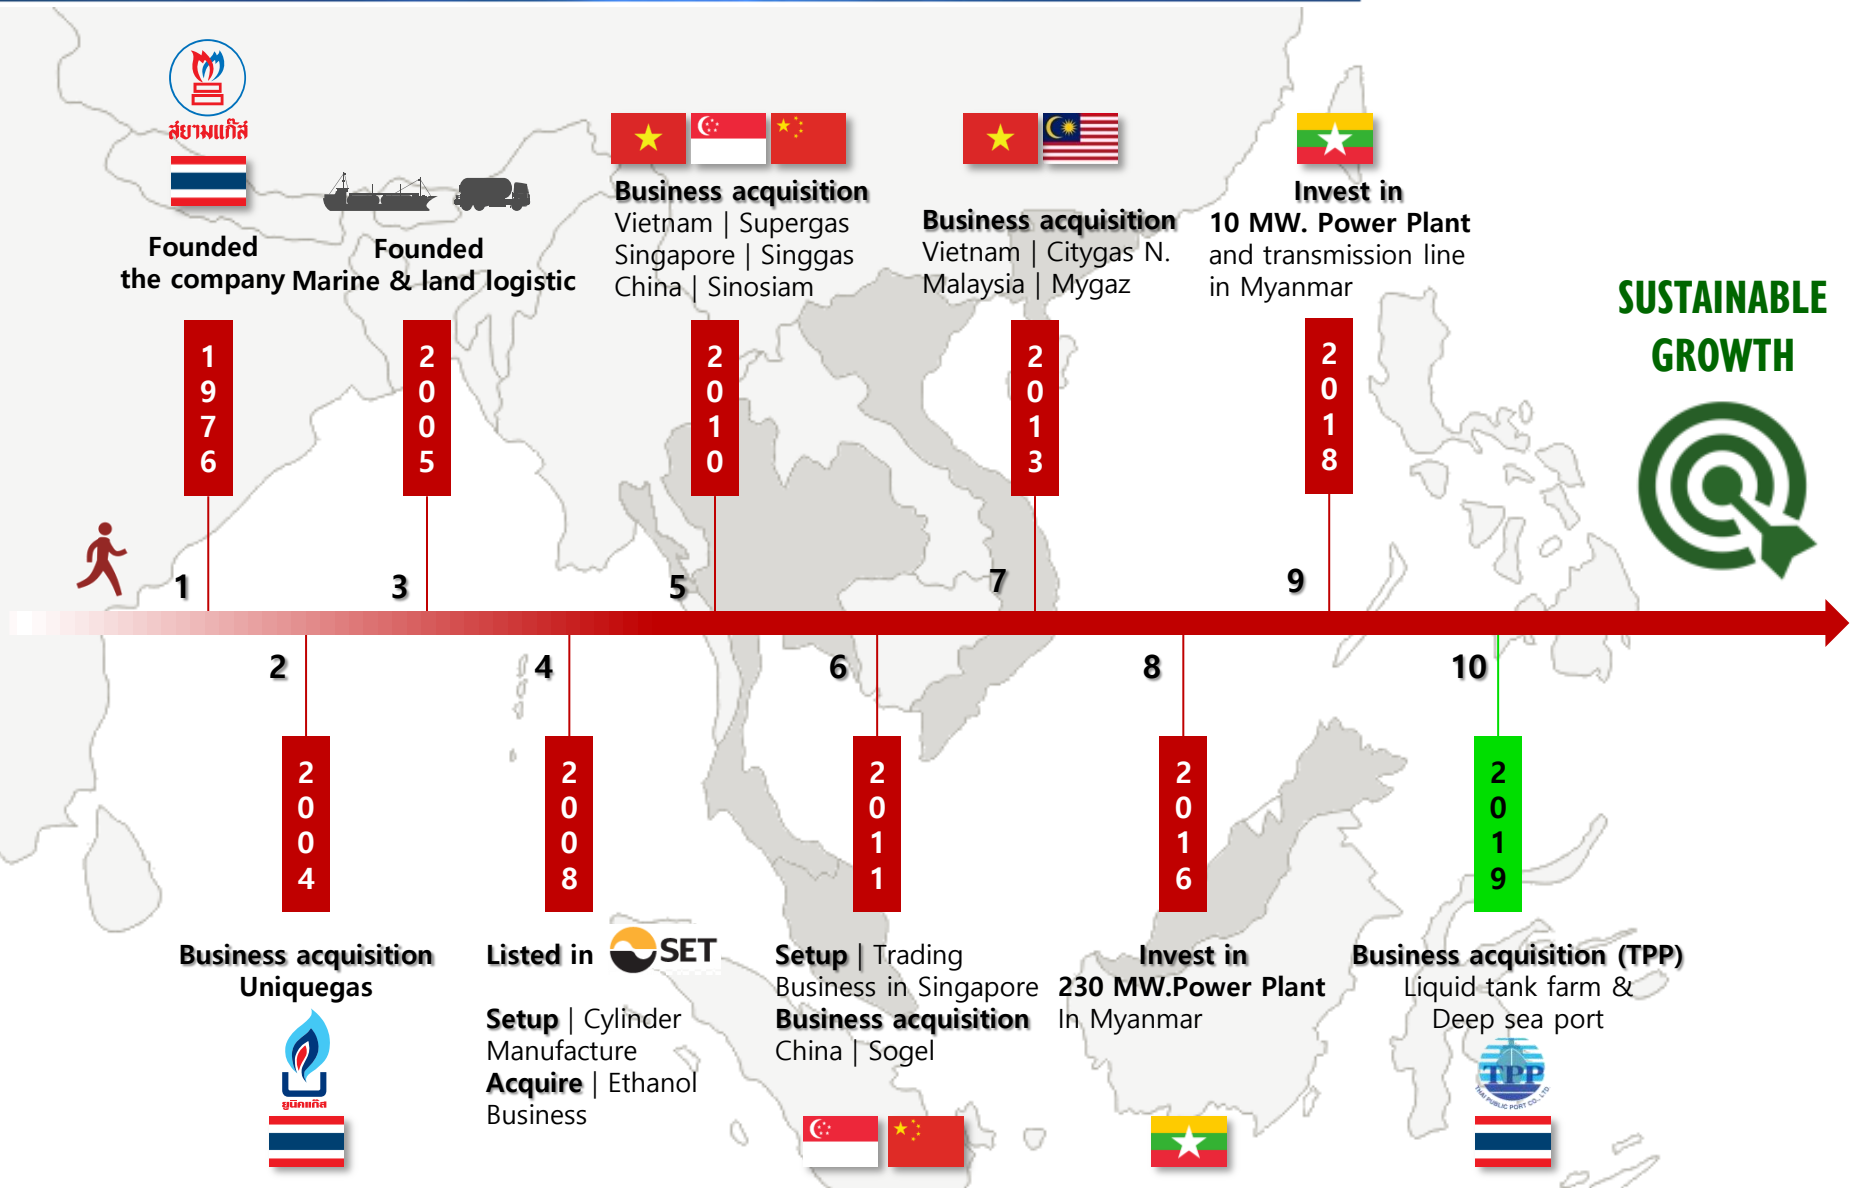 สยามแก๊ส
Founded
the company
1976
1
Business acquisition
Uniquegas
ยูนิคแก๊ส
2004
2
Founded
Marine & land logistic
2005
3
Listed in SET
Setup | Cylinder
Manufacture
Acquire | Ethanol
Business
2008
4
Business acquisition
Vietnam | Supergas
Singapore | Singgas
China | Sinosiam
2010
5
Setup | Trading
Business in Singapore
Business acquisition
China | Sogel
2011
6
Business acquisition
Vietnam | Citygas N.
Malaysia | Mygaz
2013
7
Invest in
230 MW.Power Plant
In Myanmar
2016
8
Invest in
10 MW. Power Plant
and transmission line
in Myanmar
2018
9
Business acquisition (TPP)
Liquid tank farm &
Deep sea port
TPP
THAI PUBLIC PORT CO., LTD.
2019
10
SUSTAINABLE
GROWTH